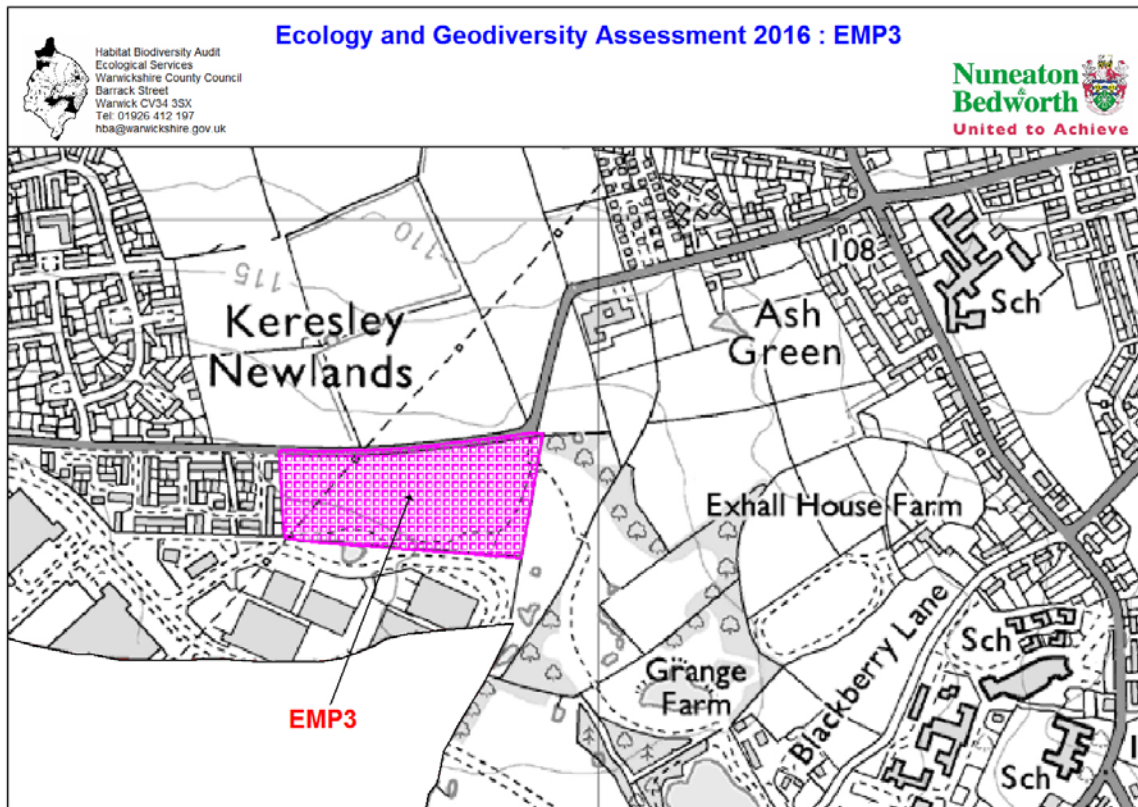 Ecology and Geodiversity Assessment 2016 : EMP3
Habitat Biodiversity Audit
Ecological Services
Warwickshire County Council
Barrack Street
Warwick CV34 3SX
Tel: 01926 412 197
hba@warwickshire.gov.uk
Nuneaton
&
Bedworth
United to Achieve
110
115
108
Sch
Keresley
Newlands
Ash
Green
Exhall House Farm
Blackberry Lane
Sch
Grange
Farm
EMP3
Sch